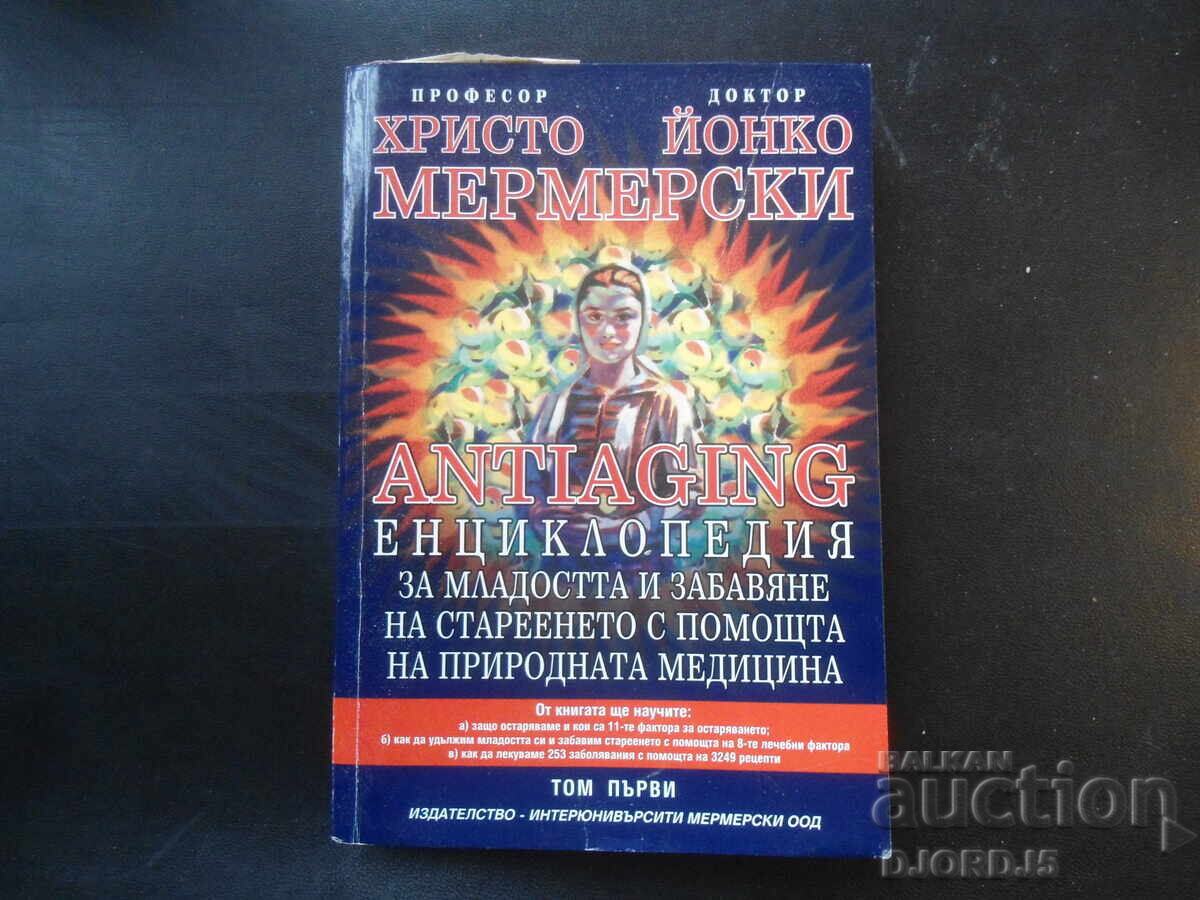 ПРОФЕСОР ДОКТОР
ХРИСТО ЙОНКО
МЕРМЕРСКИ
ANTIAGING
ЕНЦИКЛОПЕДИЯ
ЗА МЛАДОСТТА И ЗАБАВЯНЕ
НА СТАРЕЕНЕТО С ПОМОЩТА
НА ПРИРОДНАТА МЕДИЦИНА
От книгата ще научите:
а) защо остаряваме и кои са 11-те фактора за остаряването;
б) как да удължим младостта си и забавим стареенето с помощта на 8-те лечебни фактора
в) как да лекуваме 253 заболявания с помощта на 3249 рецепти
ТОМ ПЪРВИ
ИЗДАТЕЛСТВО - ИНТЕРЮНИВЪРСИТИ МЕРМЕРСКИ ООД
BALKAN
auction
DJORDJ5